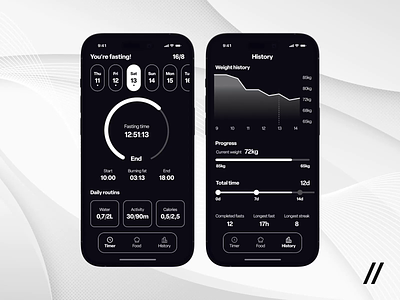 9:41
You're fasting! 16/8
Thu Fri Sat Sun Mon Tue
11 12 13 14 15 16
Fasting time
12:51:13
End
Start Burning fat End
10:00 03:13 18:00
Daily routins
Water Activity Calories
0,7/2L 30/90m 0,5/2,5
Timer Food History
9:41
History
Weight history
85kg
80kg
72kg
68kg
65kg
9 10 11 12 13 14
Progress
Current weight 72kg
85kg 65kg
Total time 12d
0d 7d 14d
Completed fasts Longest fast Longest streak
12 17h 8
Timer Food History